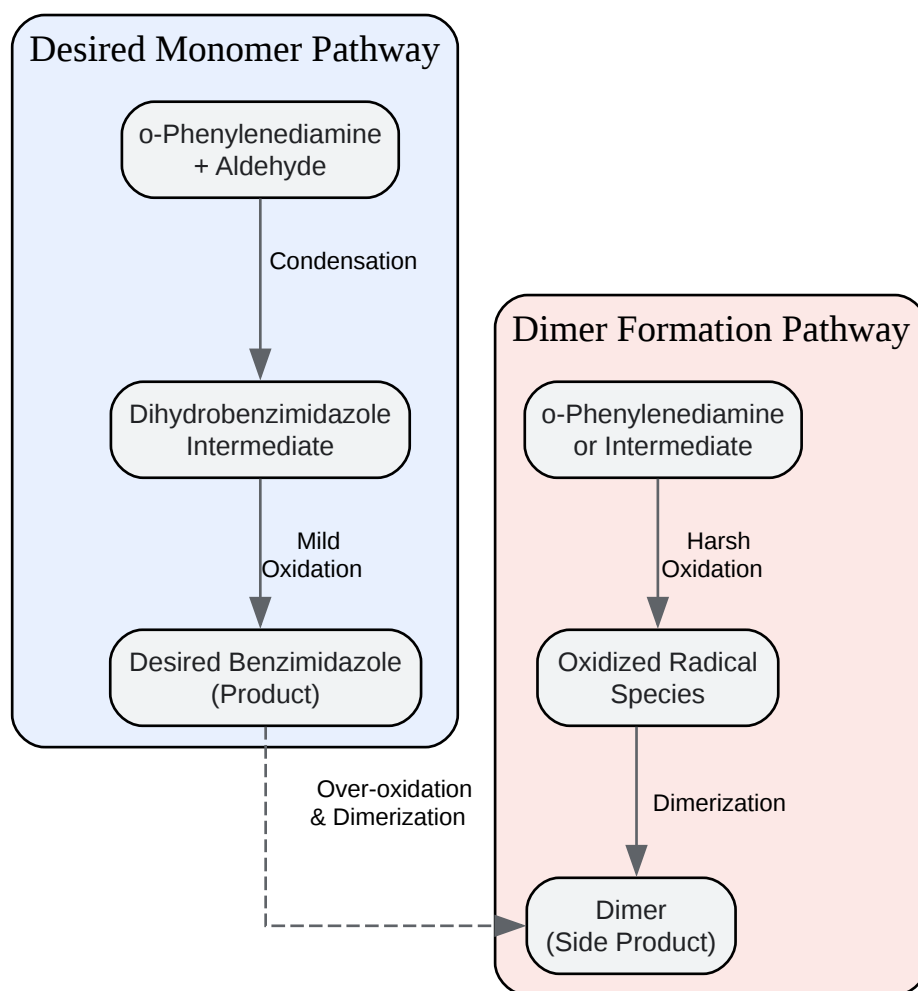 Desired Monomer Pathway
o-Phenylenediamine
+ Aldehyde
Condensation
Dihydrobenzimidazole
Intermediate
Mild
Oxidation
Desired Benzimidazole
(Product)
Over-oxidation
& Dimerization
Dimer Formation Pathway
o-Phenylenediamine
or Intermediate
Harsh
Oxidation
Oxidized Radical
Species
Dimerization
Dimer
(Side Product)